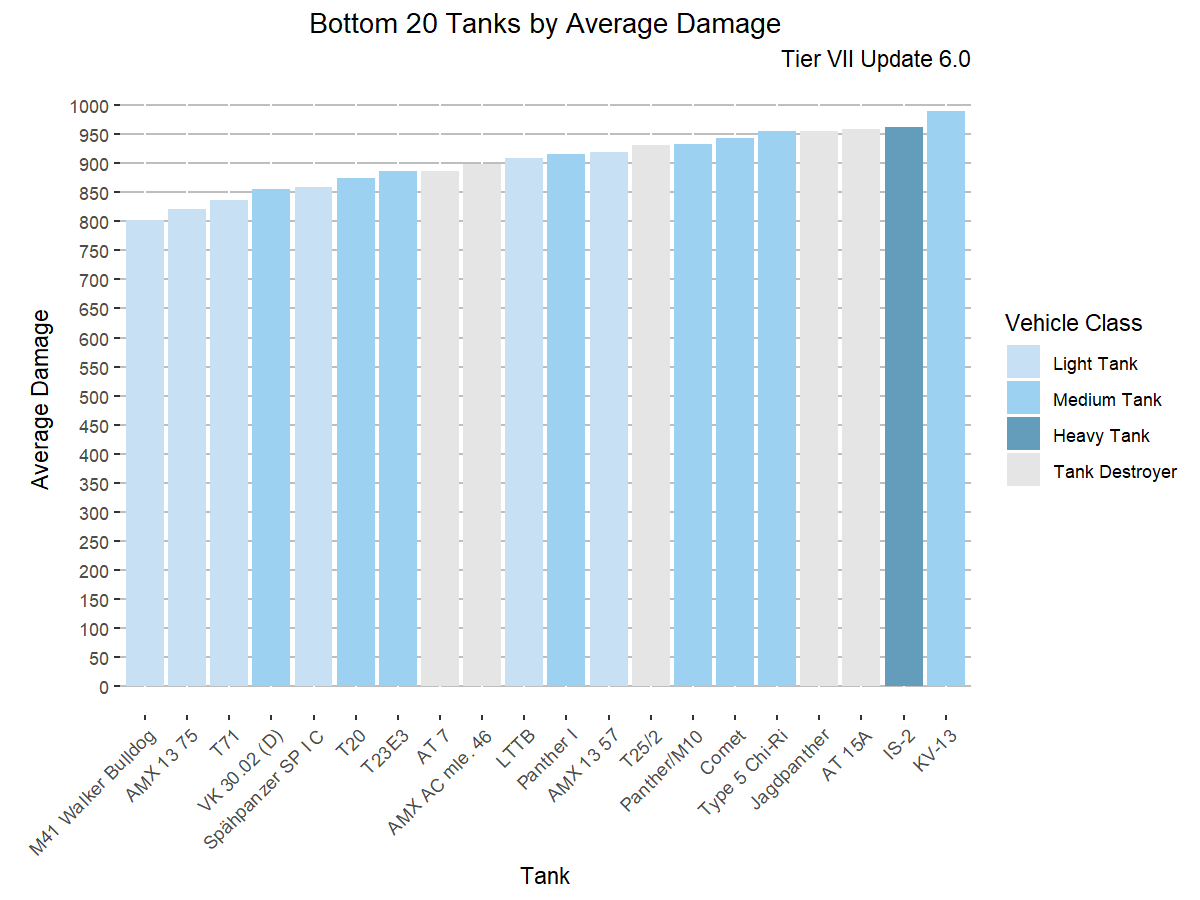 Bottom 20 Tanks by Average Damage
Tier VII Update 6.0
Average Damage
1000
950
900
850
800
750
700
650
600
550
500
450
400
350
300
250
200
150
100
50
0
M41 Walker Bulldog
AMX 13 75
T71
VK 30.02 (D)
Spähpanzer SP I C
T20
T23E3
AT 7
AMX AC mle. 46
LTTB
Panther I
AMX 13 57
T25/2
Panther/M10
Comet
Type 5 Chi-Ri
Jagdpanther
AT 15A
IS-2
KV-13
Tank
Vehicle Class
Light Tank
Medium Tank
Heavy Tank
Tank Destroyer